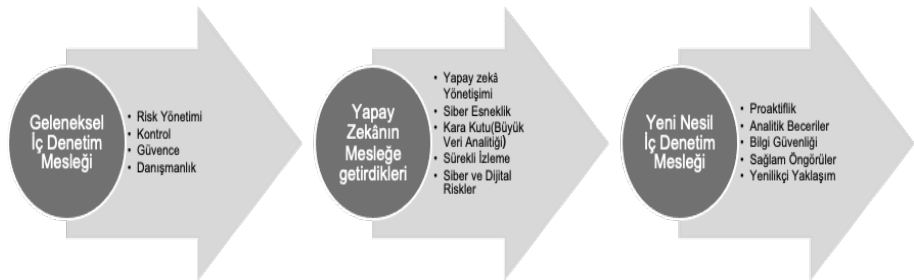 Geleneksel
İç Denetim
Mesleği
• Risk Yönetimi
• Kontrol
• Güvence
• Danışmanlık
Yapay
Zekânın
Mesleğe
getirdikleri
• Yapay zekâ
Yönetişimi
• Siber Esneklik
• Kara Kutu(Büyük
Veri Analitiği)
• Sürekli İzleme
• Siber ve Dijital
Riskler
Yeni Nesil
İç Denetim
Mesleği
• Proaktiflik
• Analitik Beceriler
• Bilgi Güvenliği
• Sağlam Öngörüler
• Yenilikçi Yaklaşım